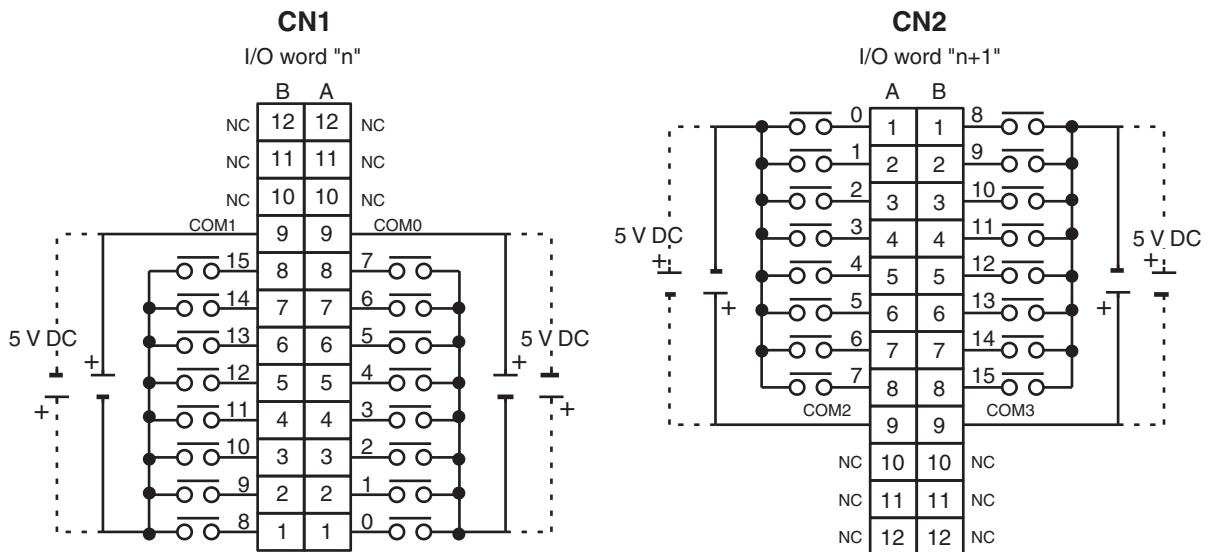 CN1
I/O word "n"
B A
NC 12 12 NC
NC 11 11 NC
NC 10 10 NC
COM1 9 9 COM0
15 8 8 7
14 7 7 6
13 6 6 5
12 5 5 4
11 4 4 3
10 3 3 2
9 2 2 1
8 1 1 0
5 V DC
+
+
5 V DC
+
+
CN2
I/O word "n+1"
A B
0 1 1 8
1 2 2 9
2 3 3 10
3 4 4 11
4 5 5 12
5 6 6 13
6 7 7 14
7 8 8 15
COM2 9 9 COM3
NC 10 10 NC
NC 11 11 NC
NC 12 12 NC
5 V DC
+
+
5 V DC
+
+